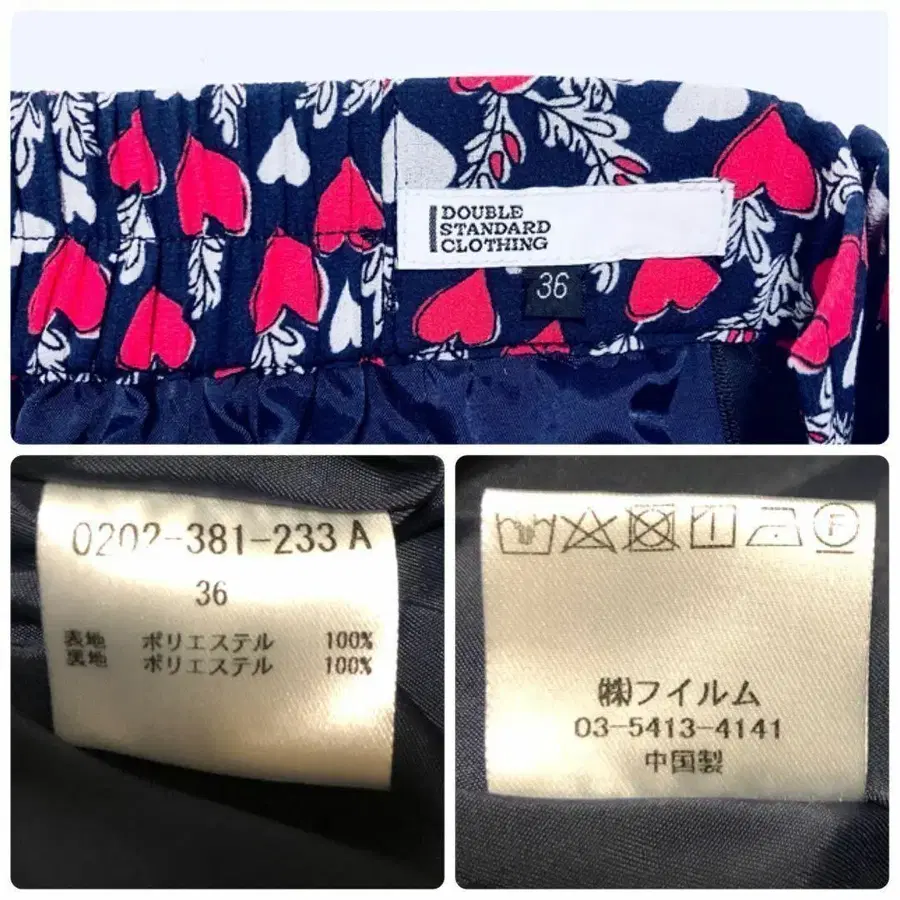 DOUBLE
STANDARD
CLOTHING
36
0202-381-233 A
36
表地 ポリエステル 100%
裏地 ポリエステル 100%
F
㈱フイルム
03-5413-4141
中国製